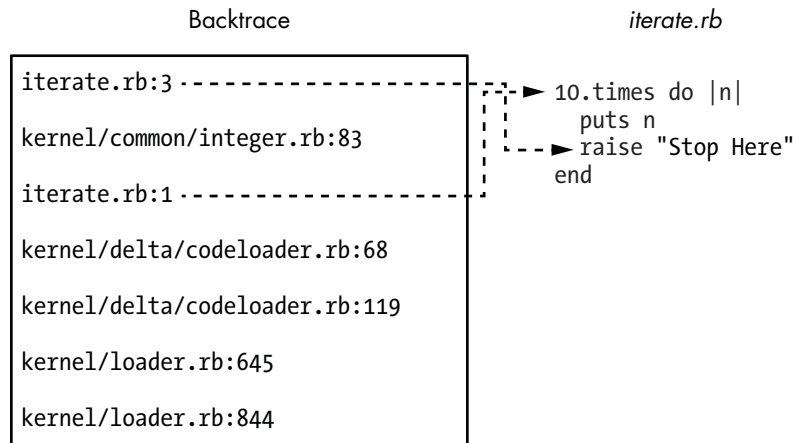 Backtrace
iterate.rb
iterate.rb:3
kernel/common/integer.rb:83
iterate.rb:1
kernel/delta/codeloader.rb:68
kernel/delta/codeloader.rb:119
kernel/loader.rb:645
kernel/loader.rb:844
10.times do |n|
puts n
raise "Stop Here"
end